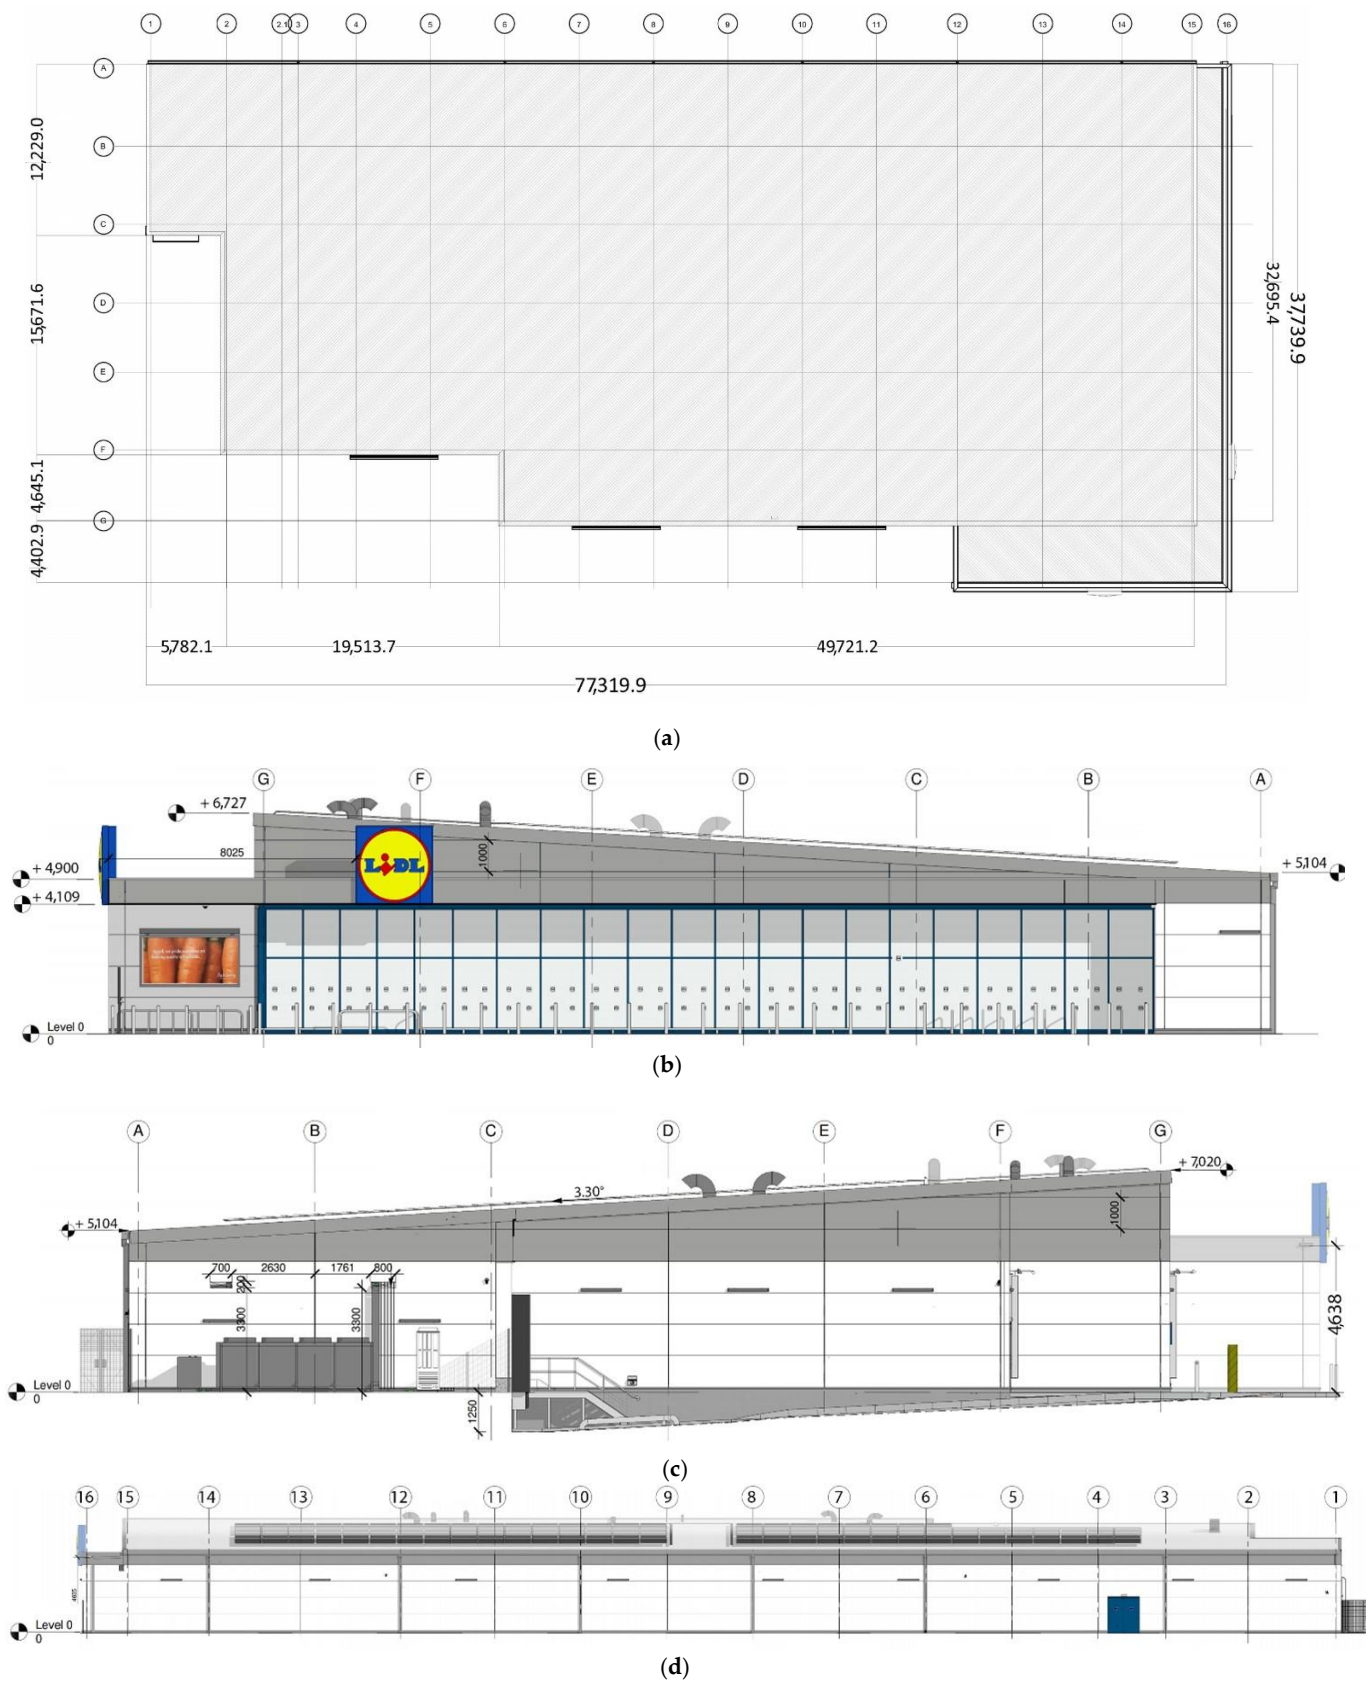 1 2 2.1 3 4 5 6 7 8 9 10 11 12 13 14 15 16
A
B
C
D
E
F
G
12,229.0
15,671.6
4,645.1
4,402.9
32,695.4
37,739.9
5,782.1 19,513.7 49,721.2
77,319.9
(a)
G F E D C B A
+ 6,727
8025
1000
LIDL
+ 4,900
+ 5,104
+ 4,109
Level 0
0
(b)
A B C D E F G
+ 7,020
3.30°
+ 5,104
1000
700 2630 1761 800
200
3300
3300
4,638
Level 0
0
1250
(c)
16 15 14 13 12 11 10 9 8 7 6 5 4 3 2 1
Level 0
0
(d)